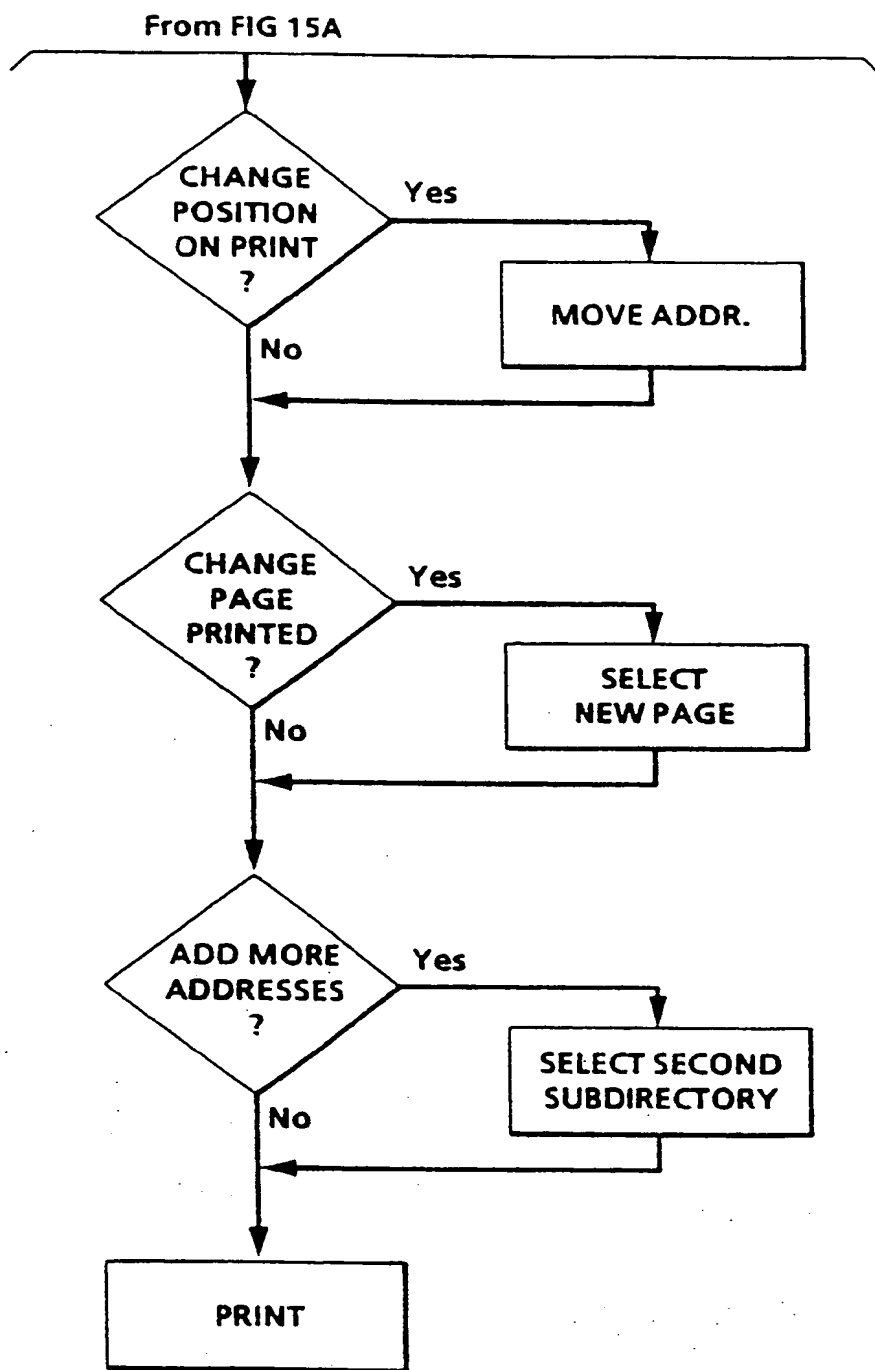 From FIG 15A
CHANGE
POSITION
ON PRINT
?
Yes
MOVE ADDR.
No
CHANGE
PAGE
PRINTED
?
Yes
SELECT
NEW PAGE
No
ADD MORE
ADDRESSES
?
Yes
SELECT SECOND
SUBDIRECTORY
No
PRINT